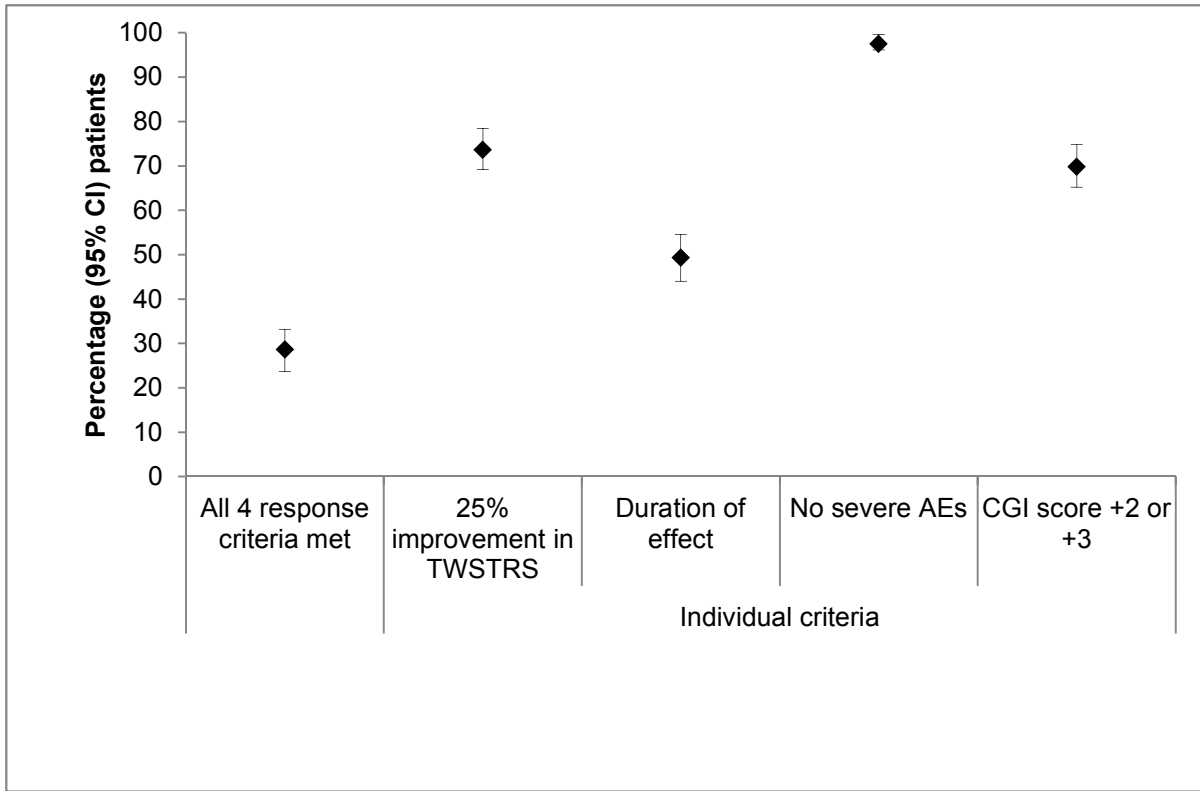 Percentage (95% CI) patients
100
90
80
70
60
50
40
30
20
10
0
All 4 response
criteria met
25%
improvement in
TWSTRS
Duration of
effect
No severe AEs
CGI score +2 or
+3
Individual criteria